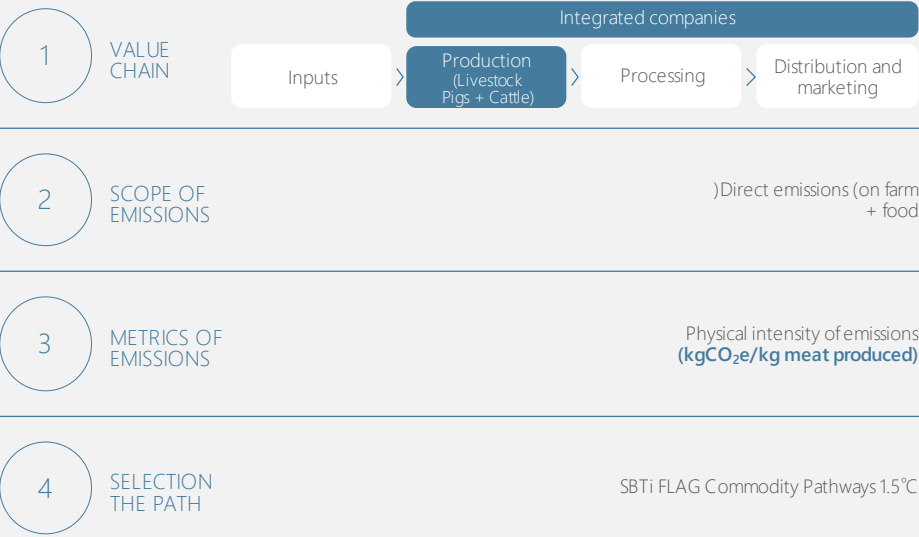 Integrated companies
1
VALUE
CHAIN
Inputs
Production
(Livestock
Pigs + Cattle)
Processing
Distribution and
marketing
2
SCOPE OF
EMISSIONS
)Direct emissions (on farm
+ food
3
METRICS OF
EMISSIONS
Physical intensity of emissions
(kgCO₂e/kg meat produced)
4
SELECTION
THE PATH
SBTi FLAG Commodity Pathways 1.5°C